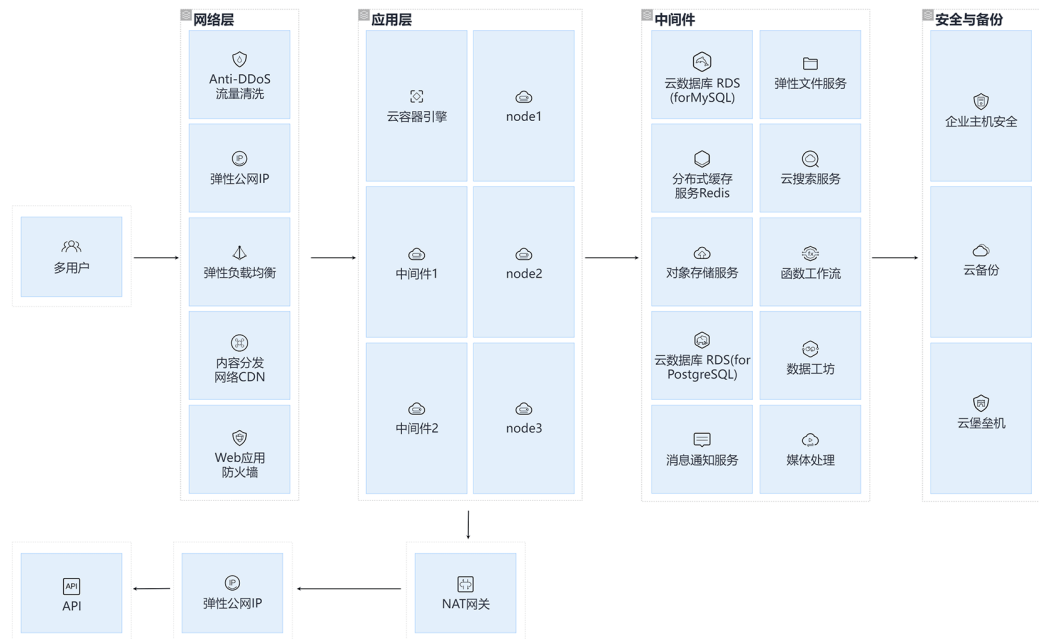 多用户
网络层
Anti-DDoS
流量清洗
弹性公网IP
弹性负载均衡
内容分发
网络CDN
Web应用
防火墙
应用层
云容器引擎
node1
中间件1
node2
中间件2
node3
中间件
云数据库 RDS
(forMySQL)
弹性文件服务
分布式缓存
服务Redis
云搜索服务
对象存储服务
函数工作流
云数据库 RDS(for
PostgreSQL)
数据工坊
消息通知服务
媒体处理
安全与备份
企业主机安全
云备份
云堡垒机
API
API
IP
弹性公网IP
NAT网关